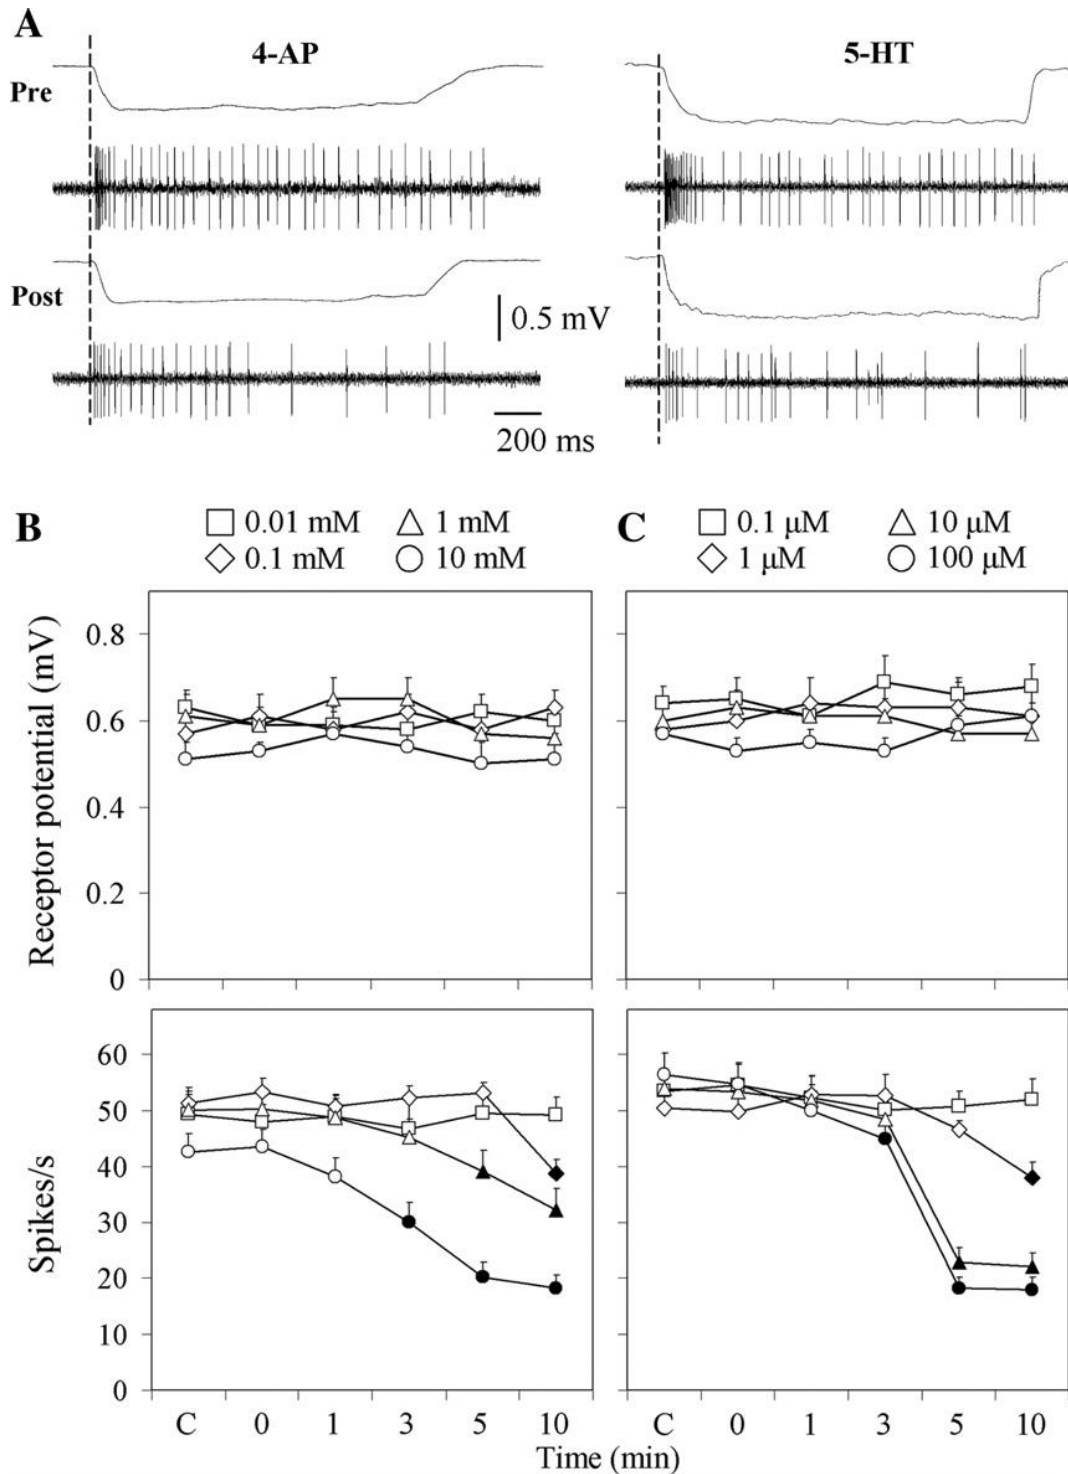 A
4-AP 5-HT
Pre
Post
0.5 mV
200 ms
B □ 0.01 mM △ 1 mM C □ 0.1 µM △ 10 µM
◇ 0.1 mM ○ 10 mM ◇ 1 µM ○ 100 µM
Receptor potential (mV)
0.8
0.6
0.4
0.2
0
Spikes/s
60
50
40
30
20
10
0
C 0 1 3 5 10 C 0 1 3 5 10
Time (min)